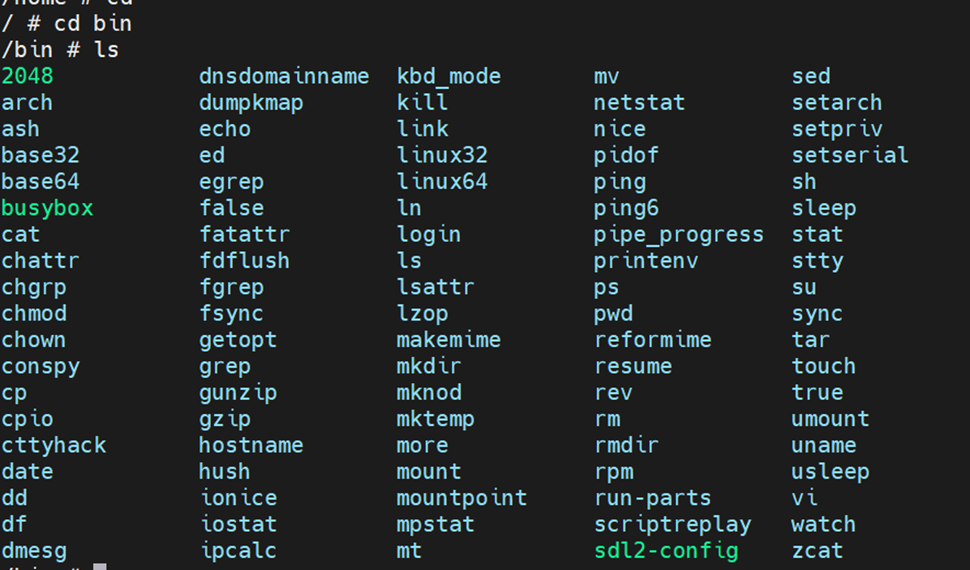 /home # cd
/ # cd bin
/bin # ls
2048 dnsdomainname kbd_mode mv sed
arch dumpkmap kill netstat setarch
ash echo link nice setpriv
base32 ed linux32 pidof setserial
base64 egrep linux64 ping sh
busybox false ln ping6 sleep
cat fatattr login pipe_progress stat
chattr fdflush ls printenv stty
chgrp fgrep lsattr ps su
chmod fsync lzop pwd sync
chown getopt makemime reformime tar
conspy grep mkdir resume touch
cp gunzip mknod rev true
cpio gzip mktemp rm umount
cttyhack hostname more rmdir uname
date hush mount rpm usleep
dd ionice mountpoint run-parts vi
df iostat mpstat scriptreplay watch
dmesg ipcalc mt sdl2-config zcat
/bin #